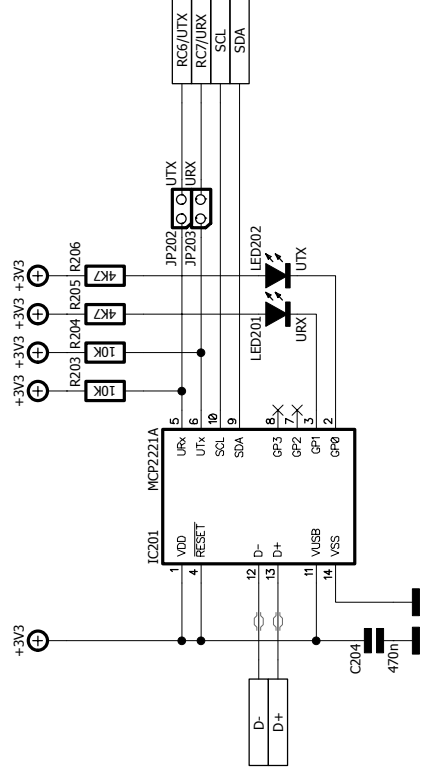 RC6/UTX
RC7/URX
SCL
SDA
UTX
URX
JP202
JP203
+3V3
R206
4K7
+3V3
R205
4K7
+3V3
R204
10K
+3V3
R203
10K
LED202
UTX
LED201
URX
MCP2221A
IC201
5
URx
6
UTx
10
SCL
9
SDA
8
GP3
7
GP2
3
GP1
2
GP0
1
VDD
4
RESET
12
D-
13
D+
11
VUSB
14
VSS
+3V3
C204
470n
D-
D+